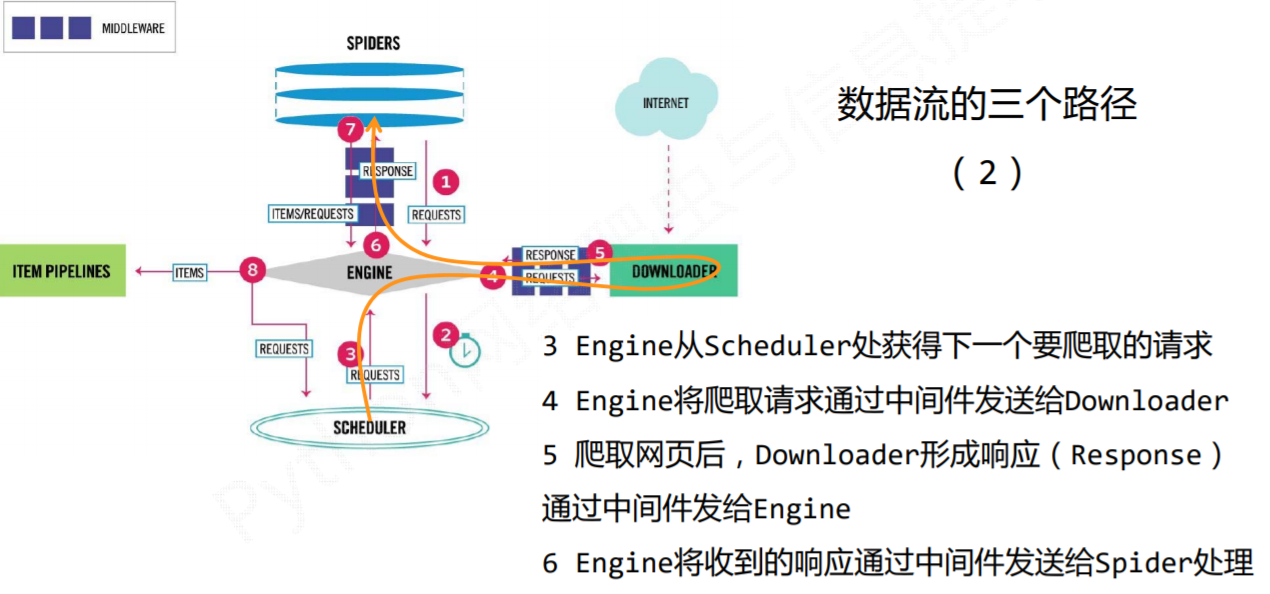 MIDDLEWARE
SPIDERS
INTERNET
数据流的三个路径
（2）
7
RESPONSE
1
ITEMS/REQUESTS
REQUESTS
6
5
RESPONSE
ITEM PIPELINES
ITEMS
8
ENGINE
4
REQUESTS
DOWNLOADER
2
REQUESTS
3
REQUESTS
SCHEDULER
3 Engine从Scheduler处获得下一个要爬取的请求
4 Engine将爬取请求通过中间件发送给Downloader
5 爬取网页后，Downloader形成响应（Response）
通过中间件发给Engine
6 Engine将收到的响应通过中间件发送给Spider处理